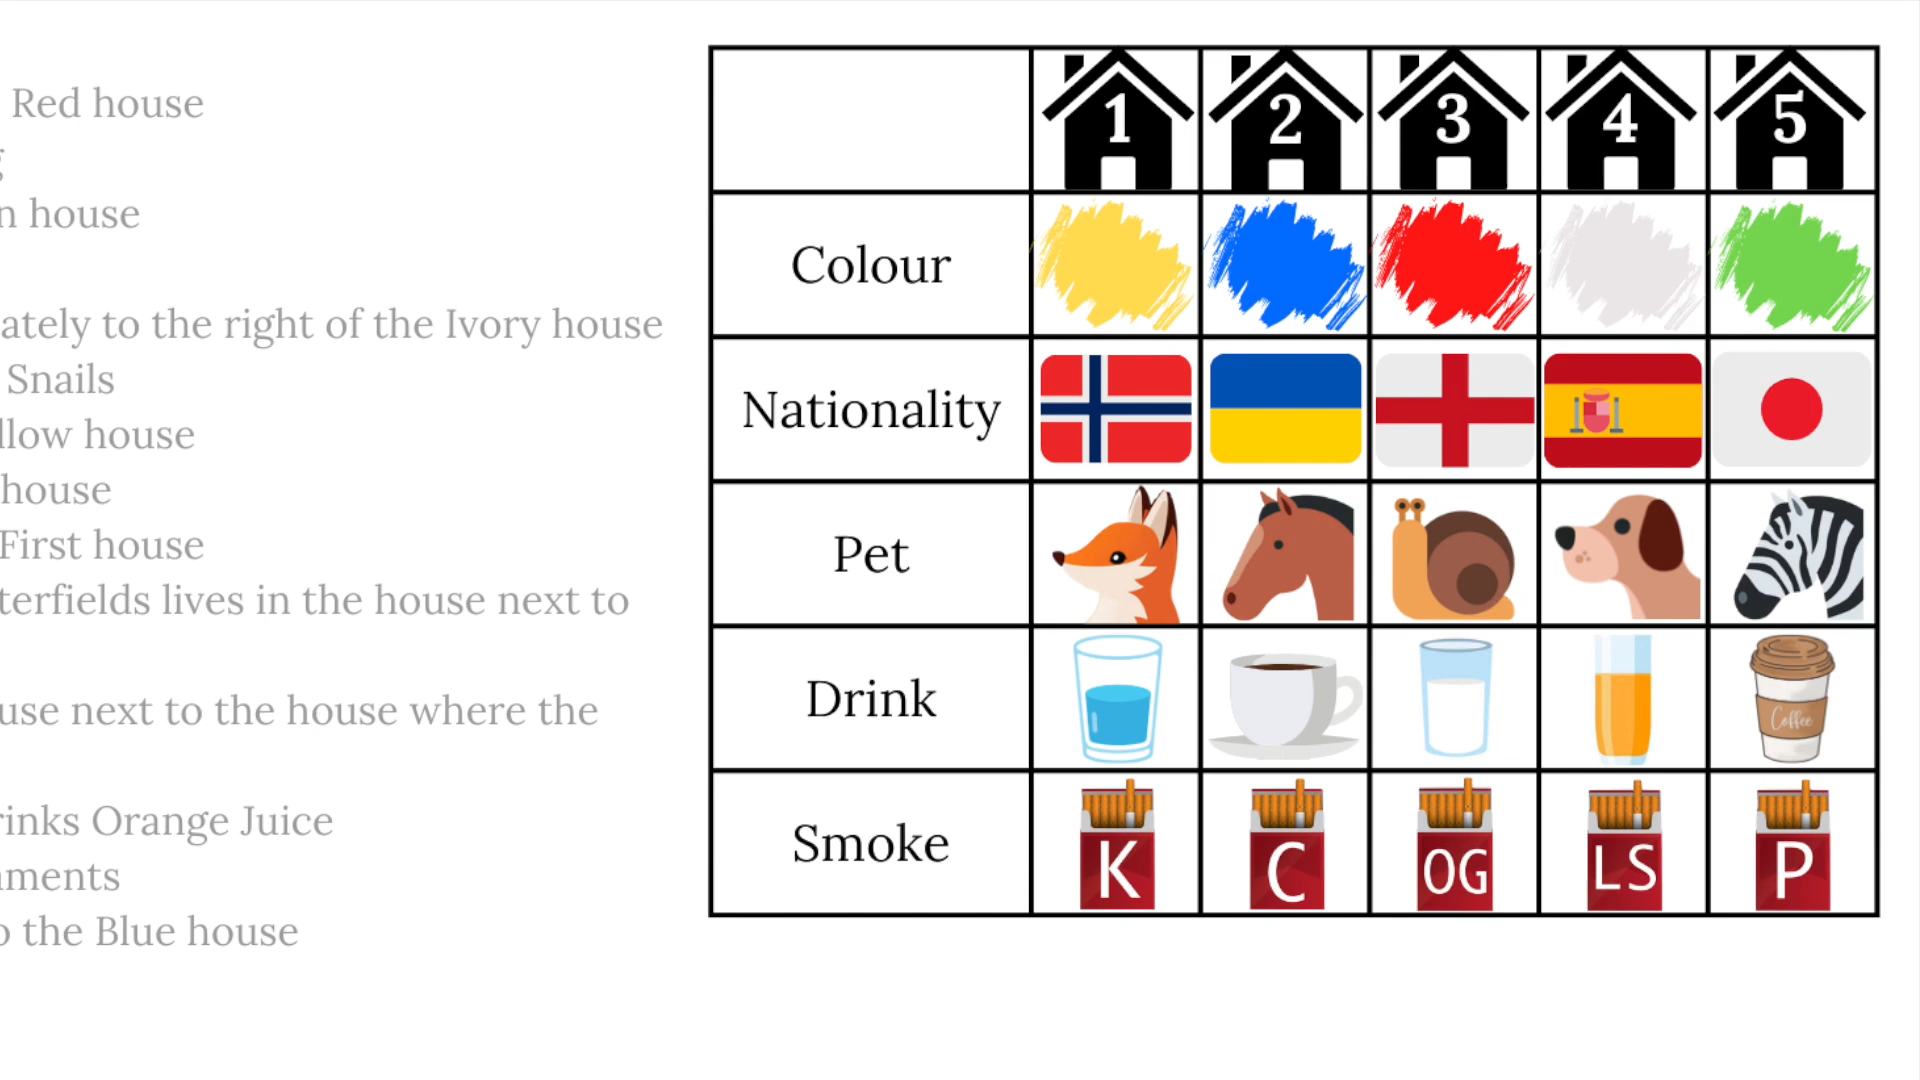 Red house
g
n house
ately to the right of the Ivory house
Snails
llow house
house
First house
terfields lives in the house next to
use next to the house where the
rinks Orange Juice
aments
o the Blue house
1 2 3 4 5
Colour
Nationality
Pet
Drink
Coffee
Smoke
K C OG LS P